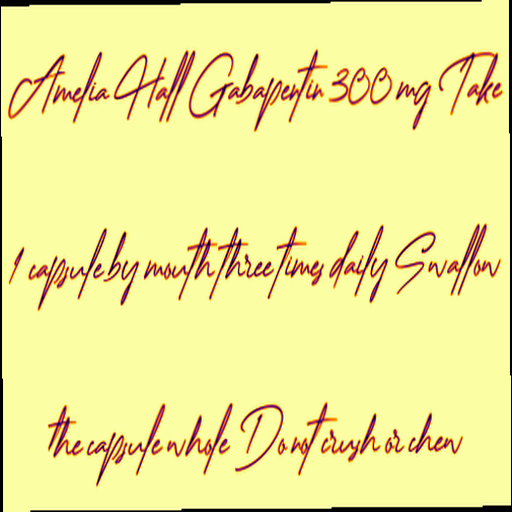 Amelia Hall Gabapentin 300 mg Take
1 capsule by mouth three times daily Swallow
the capsule whole Do not crush or chew